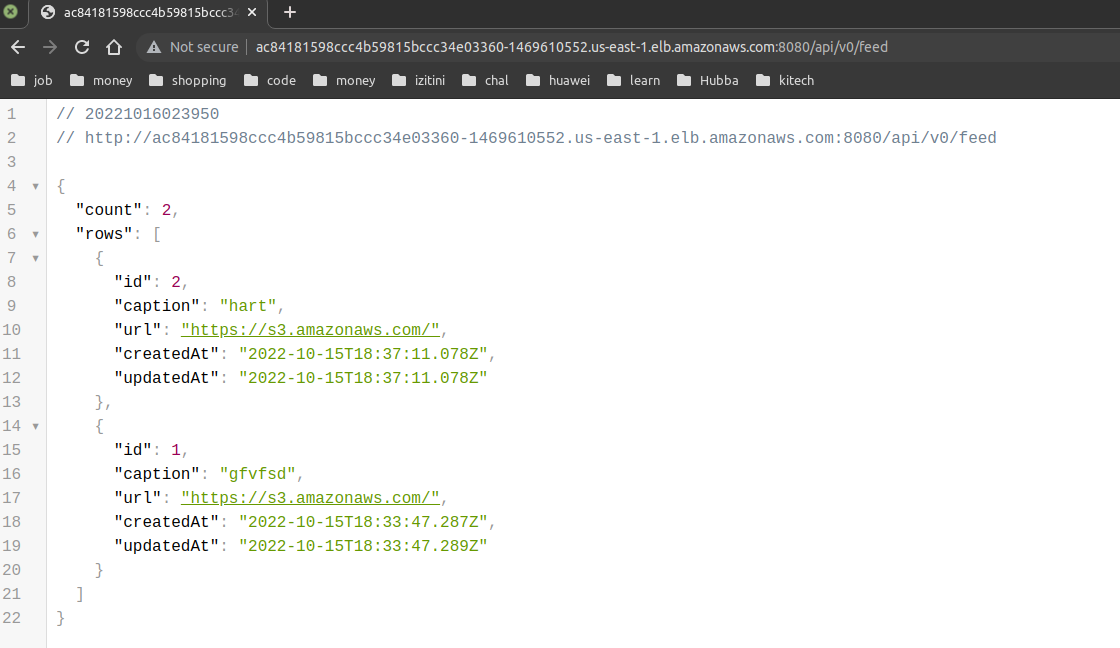 ac84181598ccc4b59815bccc34
Not secure ac84181598ccc4b59815bccc34e03360-1469610552.us-east-1.elb.amazonaws.com:8080/api/v0/feed
job money shopping code money izitini chal huawei learn Hubba kitech
1 // 20221016023950
2 // http://ac84181598ccc4b59815bccc34e03360-1469610552.us-east-1.elb.amazonaws.com:8080/api/v0/feed
3
4 {
5 "count": 2,
6 "rows": [
7 {
8 "id": 2,
9 "caption": "hart",
10 "url": "https://s3.amazonaws.com/",
11 "createdAt": "2022-10-15T18:37:11.078Z",
12 "updatedAt": "2022-10-15T18:37:11.078Z"
13 },
14 {
15 "id": 1,
16 "caption": "gfvfsd",
17 "url": "https://s3.amazonaws.com/",
18 "createdAt": "2022-10-15T18:33:47.287Z",
19 "updatedAt": "2022-10-15T18:33:47.289Z"
20 }
21 ]
22 }